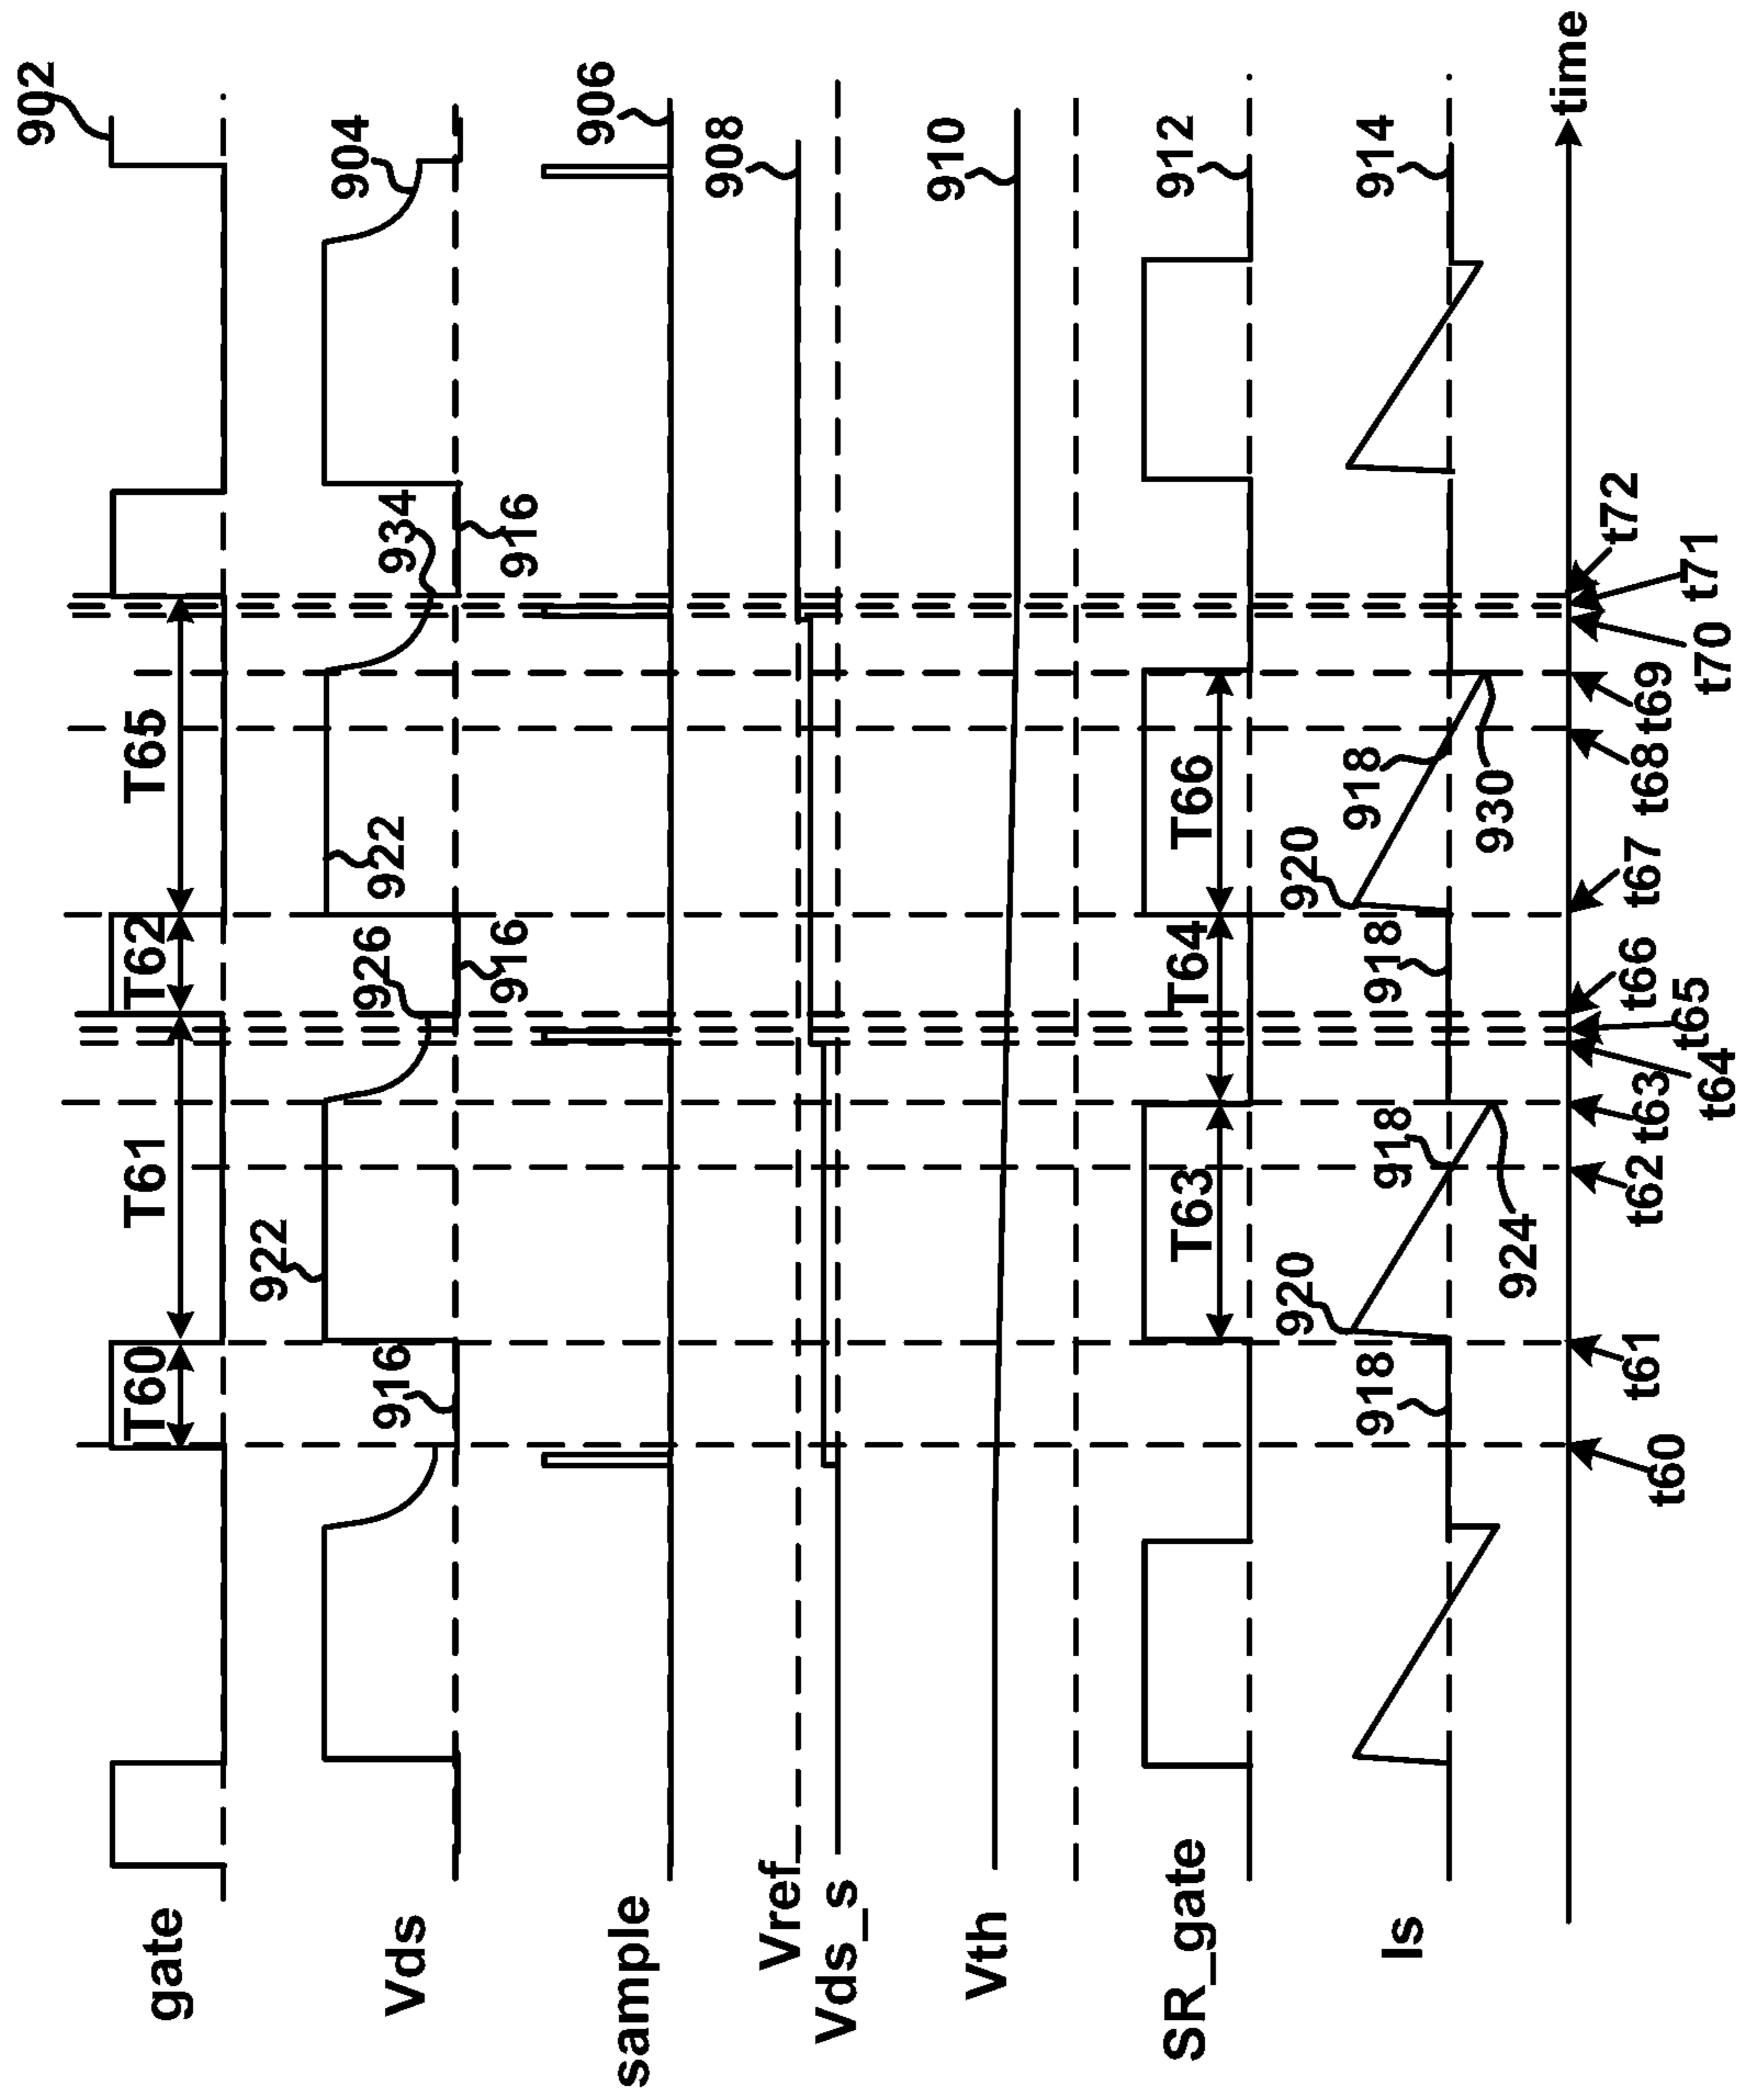 902
gate
T60
T61
T62
T65
904
Vds
916
922
926
916
922
934
916
906
sample
908
Vref
Vds_s
910
Vth
912
SR_gate
T63
T64
T66
914
Is
918
920
918
924
918
920
918
930
time
t60
t61
t62
t63
t64
t65
t66
t67
t68
t69
t70
t71
t72